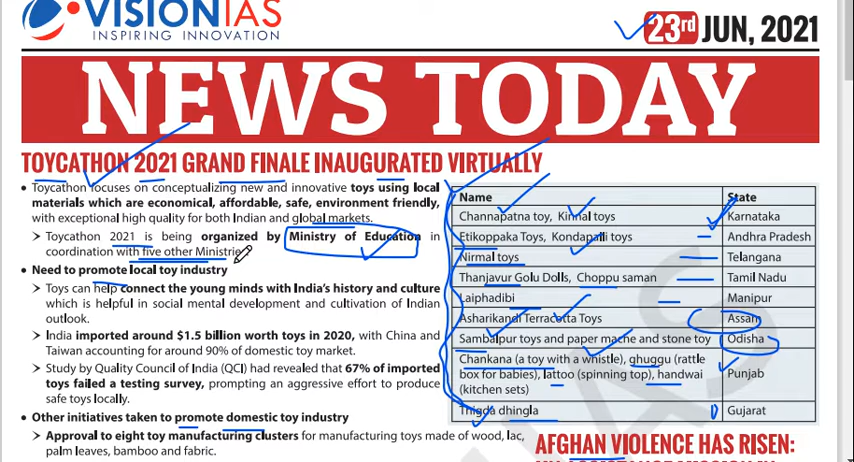 VISIONIAS
INSPIRING INNOVATION
23rd JUN, 2021
NEWS TODAY
TOYCATHON 2021 GRAND FINALE INAUGURATED VIRTUALLY
• Toycathon focuses on conceptualizing new and innovative toys using local
materials which are economical, affordable, safe, environment friendly,
with exceptional high quality for both Indian and global markets.
➤ Toycathon 2021 is being organized by Ministry of Education in
coordination with five other Ministrie
• Need to promote local toy industry
➤ Toys can help connect the young minds with India's history and culture
which is helpful in social mental development and cultivation of Indian
outlook.
➤ India imported around $1.5 billion worth toys in 2020, with China and
Taiwan accounting for around 90% of domestic toy market.
➤ Study by Quality Council of India (QCI) had revealed that 67% of imported
toys failed a testing survey, prompting an aggressive effort to produce
safe toys locally.
• Other initiatives taken to promote domestic toy industry
➤ Approval to eight toy manufacturing clusters for manufacturing toys made of wood, lac,
palm leaves, bamboo and fabric.
Name State
Channapatna toy, Kinnal toys Karnataka
Etikoppaka Toys, Kondapalli toys Andhra Pradesh
Nirmal toys Telangana
Thanjavur Golu Dolls, Choppu saman Tamil Nadu
Laiphadibi Manipur
Asharikandi Terracotta Toys Assam
Sambalpur toys and paper mache and stone toy Odisha
Chankana (a toy with a whistle), ghuggu (rattle
box for babies), lattoo (spinning top), handwai Punjab
(kitchen sets)
Thigda dhingla Gujarat
AFGHAN VIOLENCE HAS RISEN: